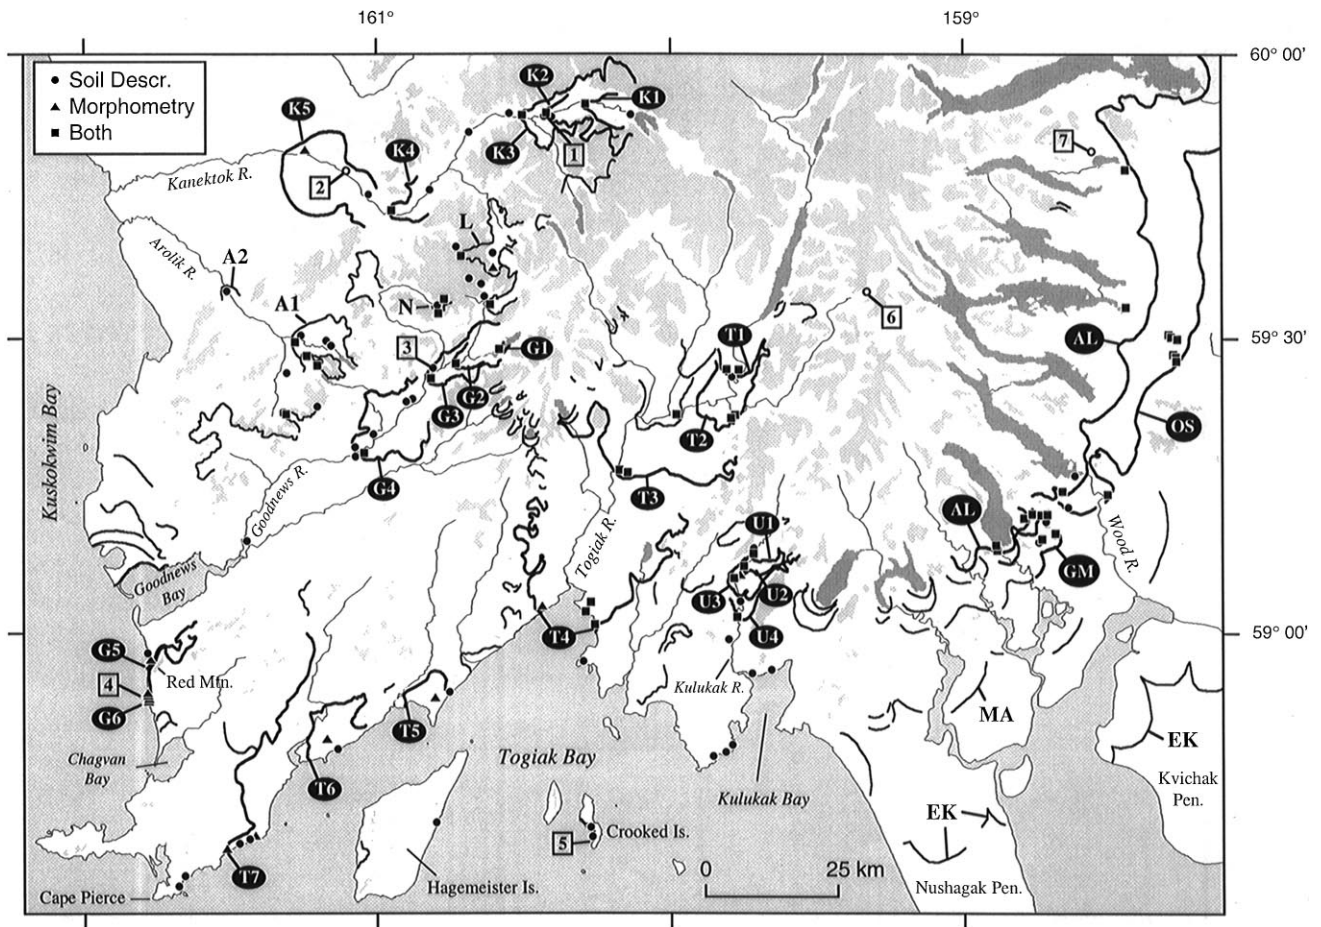 161°
159°
60° 00'
Soil Descr.
Morphometry
Both
K2
K1
K5
K4
K3
1
7
2
Kanektok R.
L
Arolik R.
A2
N
A1
6
3
G1
T1
AL
59° 30'
G2
G3
T2
OS
Kuskokwim Bay
G4
Goodnews R.
T3
AL
U1
Wood R.
Togiak R.
GM
Goodnews
Bay
U3
U2
T4
U4
59° 00'
G5
Red Mtn.
4
Kulukak R.
G6
MA
T5
EK
Chagvan
Bay
Togiak Bay
Kvichak
Pen.
T6
Kulukak Bay
EK
Crooked Is.
5
0
25 km
T7
Hagemeister Is.
Nushagak Pen.
Cape Pierce